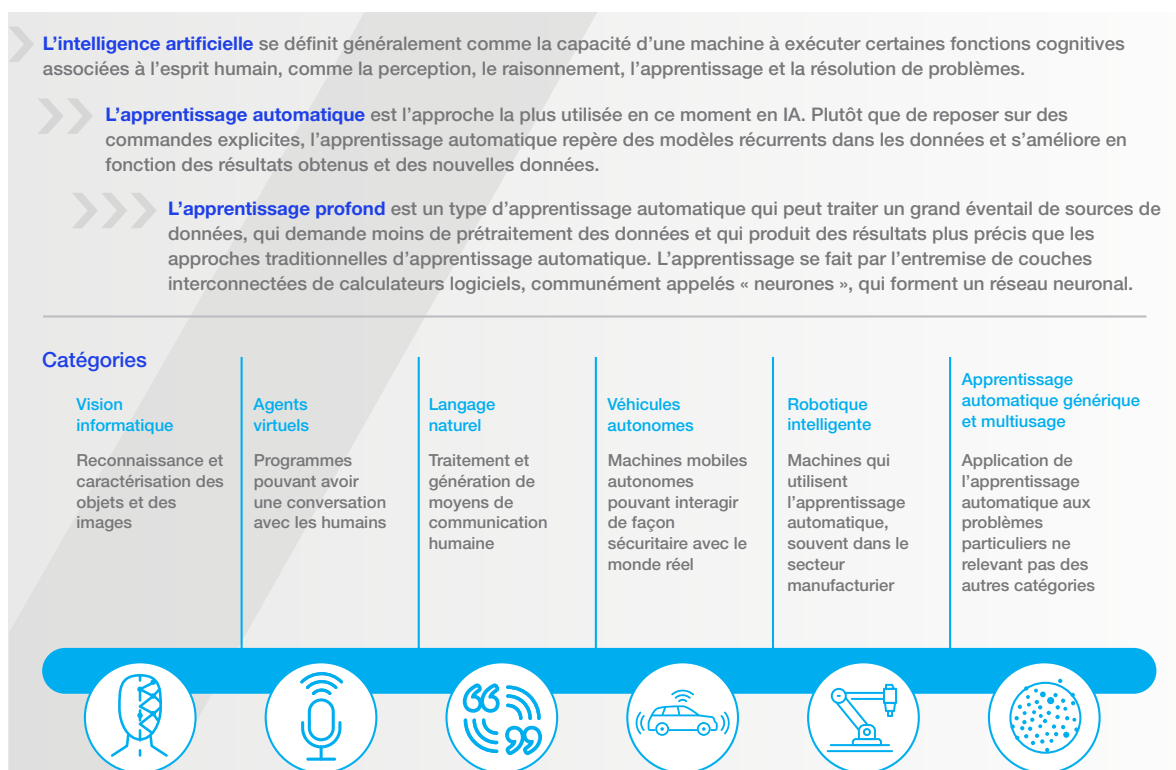 L’intelligence artificielle se définit généralement comme la capacité d’une machine à exécuter certaines fonctions cognitives
associées à l’esprit humain, comme la perception, le raisonnement, l’apprentissage et la résolution de problèmes.
L’apprentissage automatique est l’approche la plus utilisée en ce moment en IA. Plutôt que de reposer sur des
commandes explicites, l’apprentissage automatique repère des modèles récurrents dans les données et s’améliore en
fonction des résultats obtenus et des nouvelles données.
L’apprentissage profond est un type d’apprentissage automatique qui peut traiter un grand éventail de sources de
données, qui demande moins de prétraitement des données et qui produit des résultats plus précis que les
approches traditionnelles d’apprentissage automatique. L’apprentissage se fait par l’entremise de couches
interconnectées de calculateurs logiciels, communément appelés « neurones », qui forment un réseau neuronal.
Catégories
Vision
informatique
Reconnaissance et
caractérisation des
objets et des
images
Agents
virtuels
Programmes
pouvant avoir
une conversation
avec les humains
Langage
naturel
Traitement et
génération de
moyens de
communication
humaine
Véhicules
autonomes
Machines mobiles
autonomes
pouvant interagir
de façon
sécuritaire avec le
monde réel
Robotique
intelligente
Machines qui
utilisent
l’apprentissage
automatique,
souvent dans le
secteur
manufacturier
Apprentissage
automatique générique
et multiusage
Application de
l’apprentissage
automatique aux
problèmes
particuliers ne
relevant pas des
autres catégories